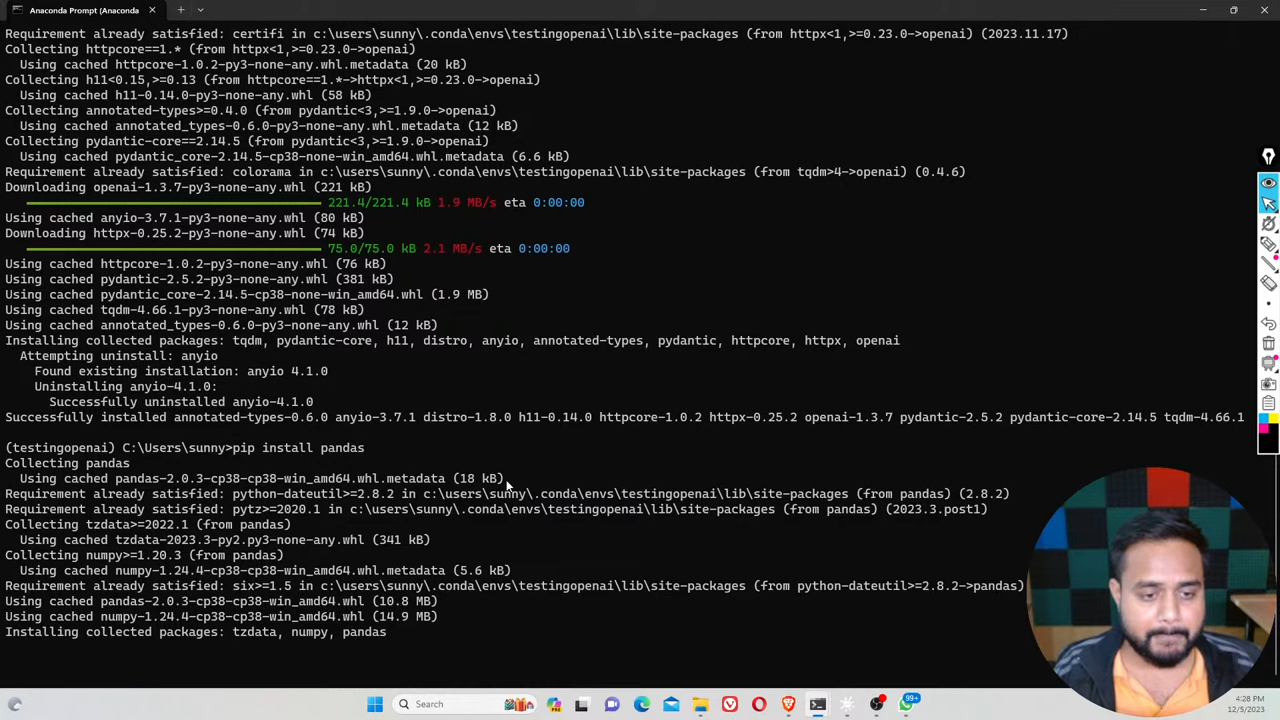 Anaconda Prompt (Anaconda
Requirement already satisfied: certifi in c:\users\sunny\.conda\envs\testingopenai\lib\site-packages (from httpx<1,>=0.23.0->openai) (2023.11.17)
Collecting httpcore==1.* (from httpx<1,>=0.23.0->openai)
Using cached httpcore-1.0.2-py3-none-any.whl.metadata (20 kB)
Collecting h11<0.15,>=0.13 (from httpcore==1.*->httpx<1,>=0.23.0->openai)
Using cached h11-0.14.0-py3-none-any.whl (58 kB)
Collecting annotated-types>=0.4.0 (from pydantic<3,>=1.9.0->openai)
Using cached annotated_types-0.6.0-py3-none-any.whl.metadata (12 kB)
Collecting pydantic-core==2.14.5 (from pydantic<3,>=1.9.0->openai)
Using cached pydantic_core-2.14.5-cp38-none-win_amd64.whl.metadata (6.6 kB)
Requirement already satisfied: colorama in c:\users\sunny\.conda\envs\testingopenai\lib\site-packages (from tqdm>4->openai) (0.4.6)
Downloading openai-1.3.7-py3-none-any.whl (221 kB)
221.4/221.4 kB 1.9 MB/s eta 0:00:00
Using cached anyio-3.7.1-py3-none-any.whl (80 kB)
Downloading httpx-0.25.2-py3-none-any.whl (74 kB)
75.0/75.0 kB 2.1 MB/s eta 0:00:00
Using cached httpcore-1.0.2-py3-none-any.whl (76 kB)
Using cached pydantic-2.5.2-py3-none-any.whl (381 kB)
Using cached pydantic_core-2.14.5-cp38-none-win_amd64.whl (1.9 MB)
Using cached tqdm-4.66.1-py3-none-any.whl (78 kB)
Using cached annotated_types-0.6.0-py3-none-any.whl (12 kB)
Installing collected packages: tqdm, pydantic-core, h11, distro, anyio, annotated-types, pydantic, httpcore, httpx, openai
Attempting uninstall: anyio
Found existing installation: anyio 4.1.0
Uninstalling anyio-4.1.0:
Successfully uninstalled anyio-4.1.0
Successfully installed annotated-types-0.6.0 anyio-3.7.1 distro-1.8.0 h11-0.14.0 httpcore-1.0.2 httpx-0.25.2 openai-1.3.7 pydantic-2.5.2 pydantic-core-2.14.5 tqdm-4.66.1
(testingopenai) C:\Users\sunny>pip install pandas
Collecting pandas
Using cached pandas-2.0.3-cp38-cp38-win_amd64.whl.metadata (18 kB)
Requirement already satisfied: python-dateutil>=2.8.2 in c:\users\sunny\.conda\envs\testingopenai\lib\site-packages (from pandas) (2.8.2)
Requirement already satisfied: pytz>=2020.1 in c:\users\sunny\.conda\envs\testingopenai\lib\site-packages (from pandas) (2023.3.post1)
Collecting tzdata>=2022.1 (from pandas)
Using cached tzdata-2023.3-py2.py3-none-any.whl (341 kB)
Collecting numpy>=1.20.3 (from pandas)
Using cached numpy-1.24.4-cp38-cp38-win_amd64.whl.metadata (5.6 kB)
Requirement already satisfied: six>=1.5 in c:\users\sunny\.conda\envs\testingopenai\lib\site-packages (from python-dateutil>=2.8.2->pandas)
Using cached pandas-2.0.3-cp38-cp38-win_amd64.whl (10.8 MB)
Using cached numpy-1.24.4-cp38-cp38-win_amd64.whl (14.9 MB)
Installing collected packages: tzdata, numpy, pandas
Search
99+
4:28 PM
12/5/2023